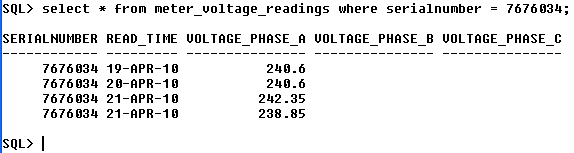 SQL> select * from meter_voltage_readings where serialnumber = 7676034;
SERIALNUMBER READ_TIME VOLTAGE_PHASE_A VOLTAGE_PHASE_B VOLTAGE_PHASE_C
------------ --------- --------------- --------------- ---------------
7676034 19-APR-10 240.6
7676034 20-APR-10 240.6
7676034 21-APR-10 242.35
7676034 21-APR-10 238.85
SQL>